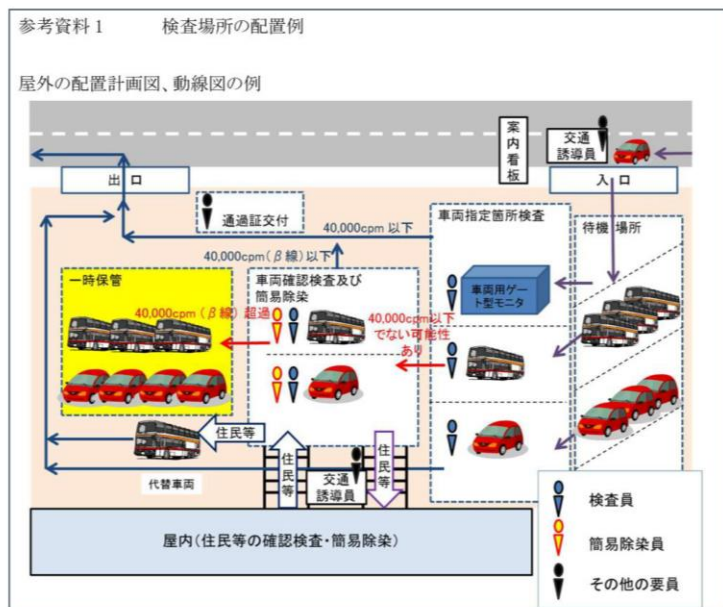 参考資料1 検査場所の配置例
屋外の配置計画図、動線図の例
案内看板
交通
誘導員
出口
入口
通過証交付
40,000cpm 以下
車両指定箇所検査
待機場所
40,000cpm(β線)以下
一時保管
車両確認検査及び
簡易除染
車両用ゲー
ト型モニタ
40,000cpm(β線)超過
40,000cpm以下
でない可能性
あり
住民等
代替車両
住民等
交通
誘導員
住民等
屋内(住民等の確認検査・簡易除染)
検査員
簡易除染員
その他の要員